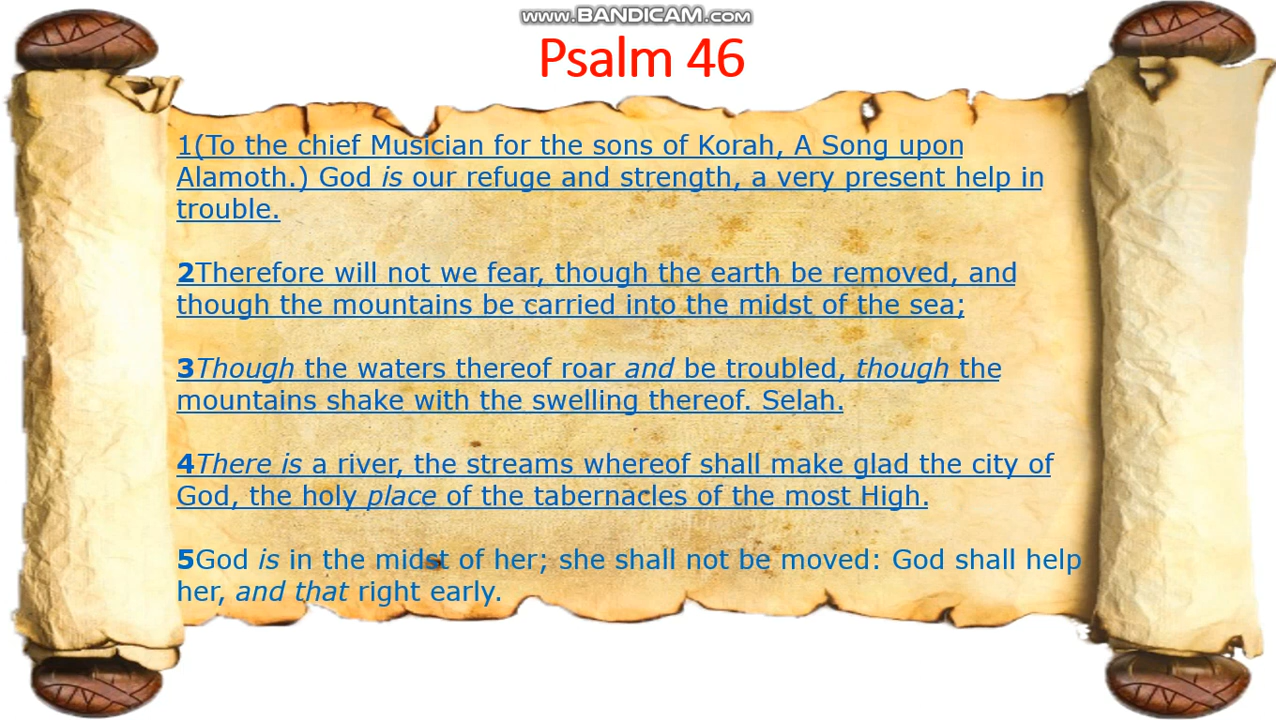 www.BANDICAM.com
Psalm 46
1(To the chief Musician for the sons of Korah, A Song upon
Alamoth.) God is our refuge and strength, a very present help in
trouble.
2Therefore will not we fear, though the earth be removed, and
though the mountains be carried into the midst of the sea;
3Though the waters thereof roar and be troubled, though the
mountains shake with the swelling thereof. Selah.
4There is a river, the streams whereof shall make glad the city of
God, the holy place of the tabernacles of the most High.
5God is in the midst of her; she shall not be moved: God shall help
her, and that right early.